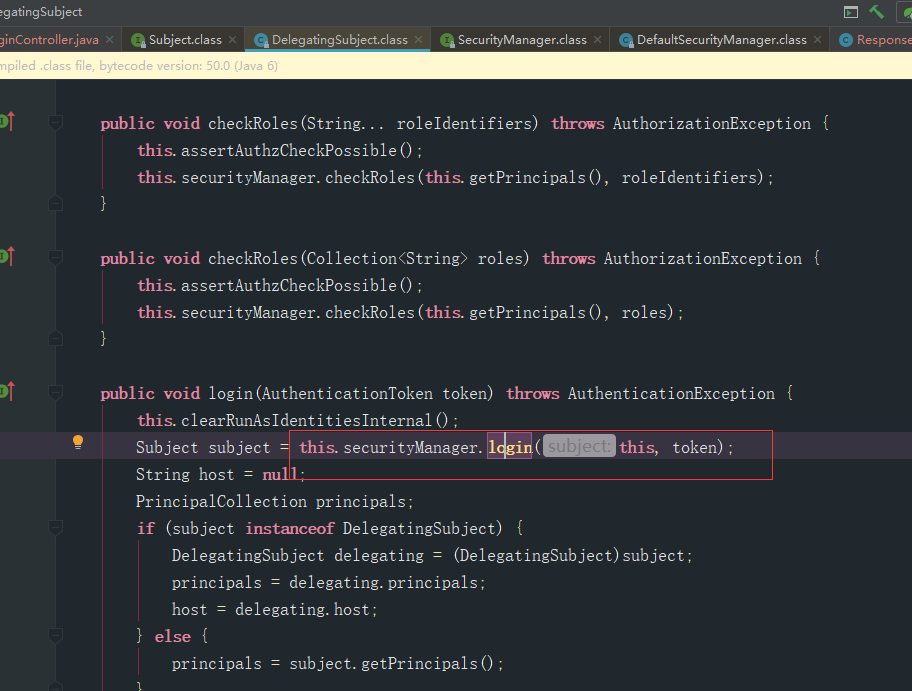 egatingSubject
ginController.java × Subject.class × DelegatingSubject.class × SecurityManager.class × DefaultSecurityManager.class × Response
mpiled .class file, bytecode version: 50.0 (Java 6)
public void checkRoles(String... roleIdentifiers) throws AuthorizationException {
this.assertAuthzCheckPossible();
this.securityManager.checkRoles(this.getPrincipals(), roleIdentifiers);
}
public void checkRoles(Collection<String> roles) throws AuthorizationException {
this.assertAuthzCheckPossible();
this.securityManager.checkRoles(this.getPrincipals(), roles);
}
public void login(AuthenticationToken token) throws AuthenticationException {
this.clearRunAsIdentitiesInternal();
Subject subject = this.securityManager.login( subject: this, token);
String host = null;
PrincipalCollection principals;
if (subject instanceof DelegatingSubject) {
DelegatingSubject delegating = (DelegatingSubject)subject;
principals = delegating.principals;
host = delegating.host;
} else {
principals = subject.getPrincipals();
}